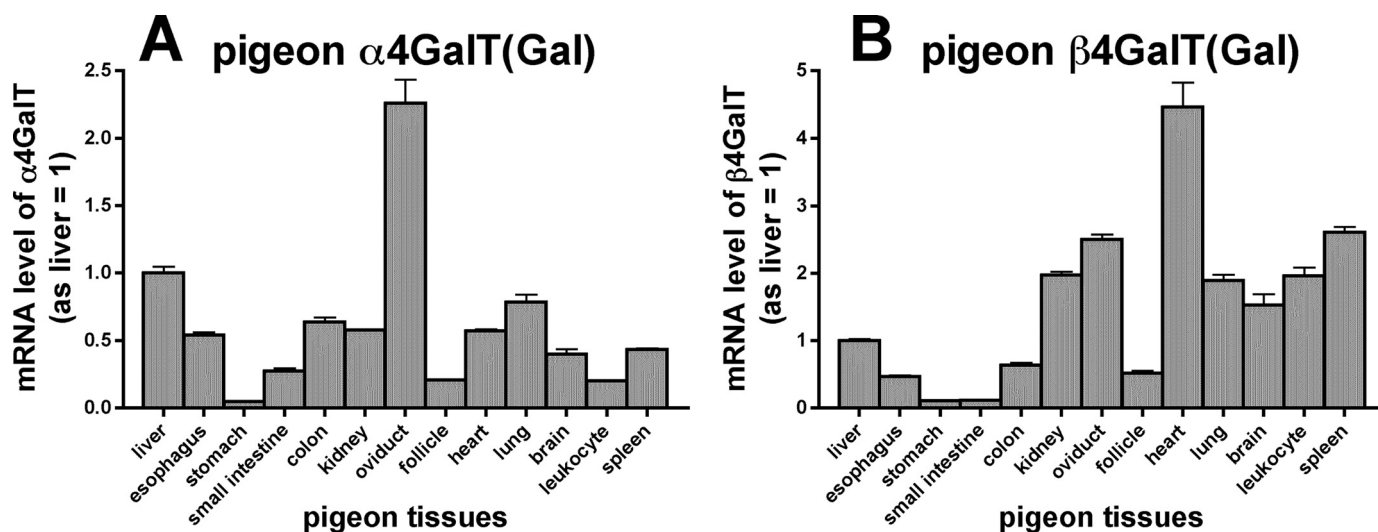 A pigeon α4GalT(Gal)
mRNA level of α4GalT
(as liver = 1)
2.5
2.0
1.5
1.0
0.5
0.0
liver
esophagus
stomach
small intestine
colon
kidney
oviduct
follicle
heart
lung
brain
leukocyte
spleen
pigeon tissues
B pigeon β4GalT(Gal)
mRNA level of β4GalT
(as liver = 1)
5
4
3
2
1
0
liver
esophagus
stomach
small intestine
colon
kidney
oviduct
follicle
heart
lung
brain
leukocyte
spleen
pigeon tissues